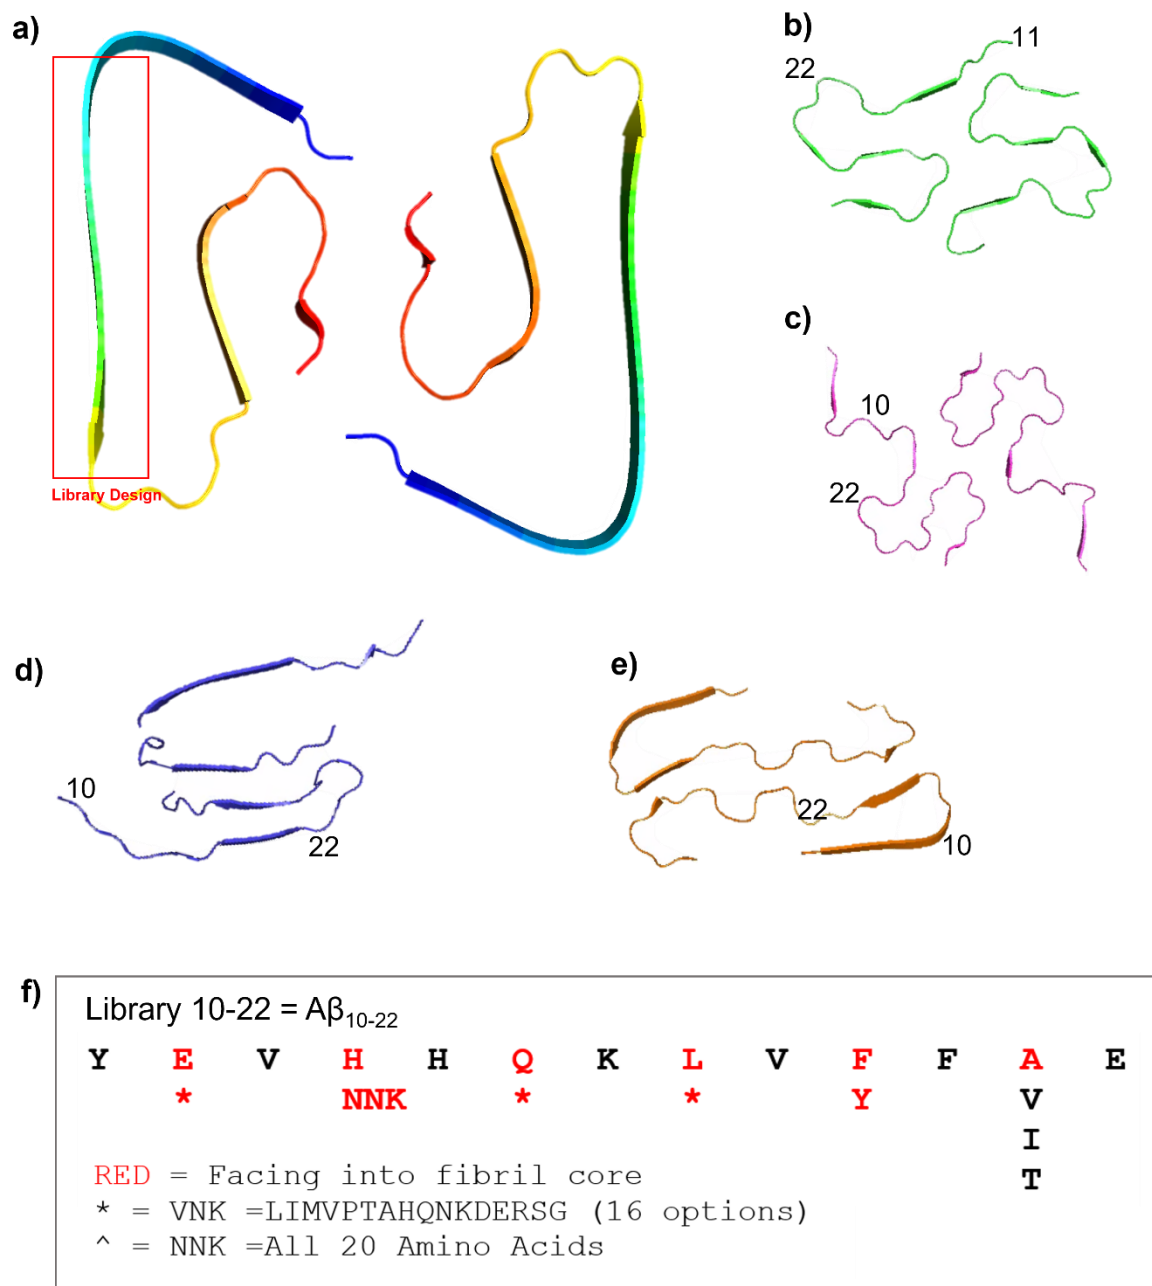 a)
Library Design
b)
11
22
c)
10
22
d)
10
22
e)
22
10
f)
Library 10-22 = Aβ10-22
Y E V H H Q K L V F F A E
* NNK * * Y V
I
RED = Facing into fibril core T
* = VNK =LIMVPTAHQNKDERSG (16 options)
^ = NNK =All 20 Amino Acids